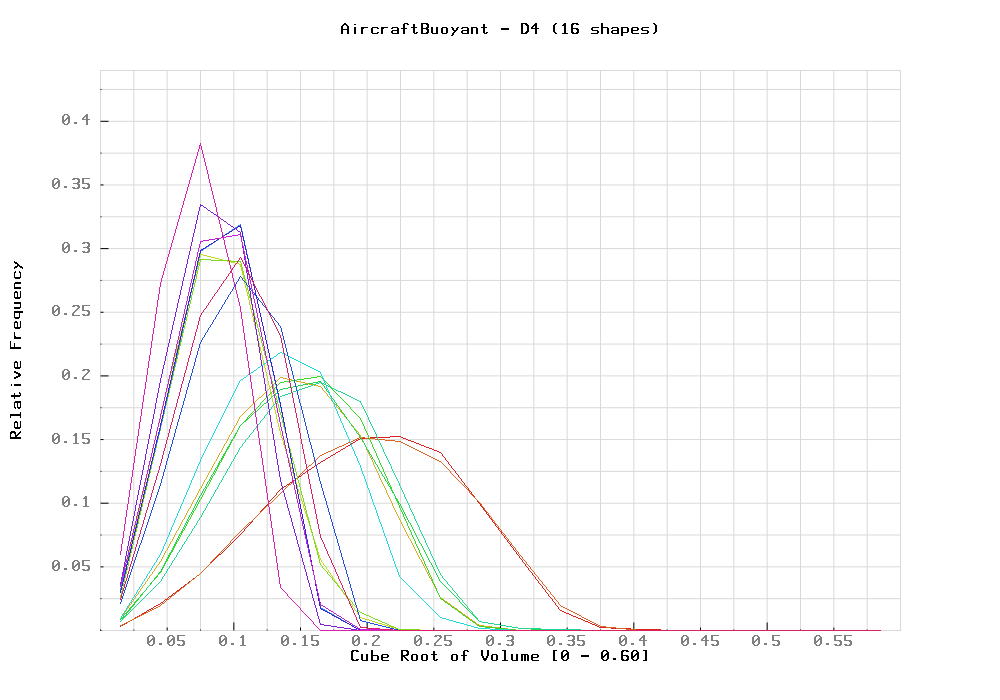 AircraftBuoyant - D4 (16 shapes)
Relative Frequency
0.4
0.35
0.3
0.25
0.2
0.15
0.1
0.05
0.05 0.1 0.15 0.2 0.25 0.3 0.35 0.4 0.45 0.5 0.55
Cube Root of Volume [0 - 0.60]